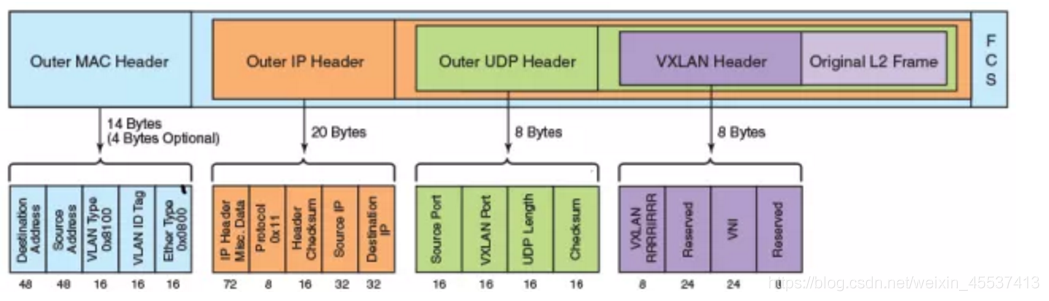 Outer MAC Header
Outer IP Header
Outer UDP Header
VXLAN Header
Original L2 Frame
F
C
S
14 Bytes
(4 Bytes Optional)
20 Bytes
8 Bytes
8 Bytes
Destination
Address
Source
Address
VLAN Type
0x8100
VLAN ID Tag
Ether Type
0x0800
IP Header
Misc. Data
Protocol
0x11
Header
Checksum
Source IP
Destination
IP
Source Port
VXLAN Port
UDP Length
Checksum
VXLAN
RRRRIRRR
Reserved
VNI
Reserved
48
48
16
16
16
72
8
16
32
32
16
16
16
16
8
24
24
8
https://blog.csdn.net/weixin_45537413